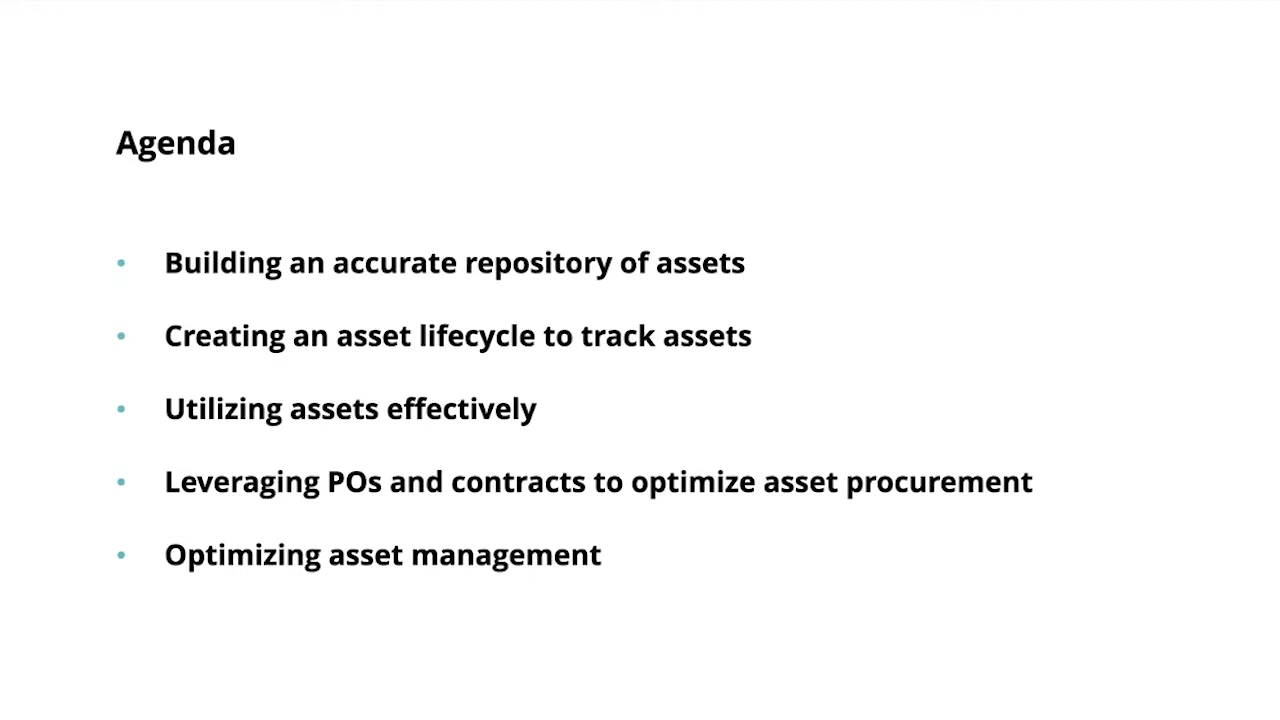 Agenda
• Building an accurate repository of assets
• Creating an asset lifecycle to track assets
• Utilizing assets effectively
• Leveraging POs and contracts to optimize asset procurement
• Optimizing asset management